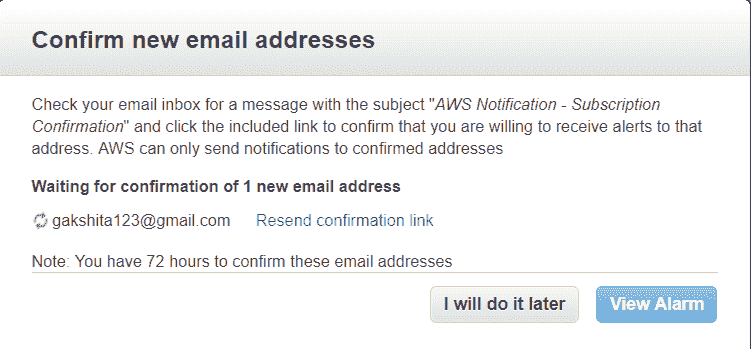 Confirm new email addresses
Check your email inbox for a message with the subject "AWS Notification - Subscription
Confirmation" and click the included link to confirm that you are willing to receive alerts to that
address. AWS can only send notifications to confirmed addresses
Waiting for confirmation of 1 new email address
gakshita123@gmail.com Resend confirmation link
Note: You have 72 hours to confirm these email addresses
I will do it later View Alarm